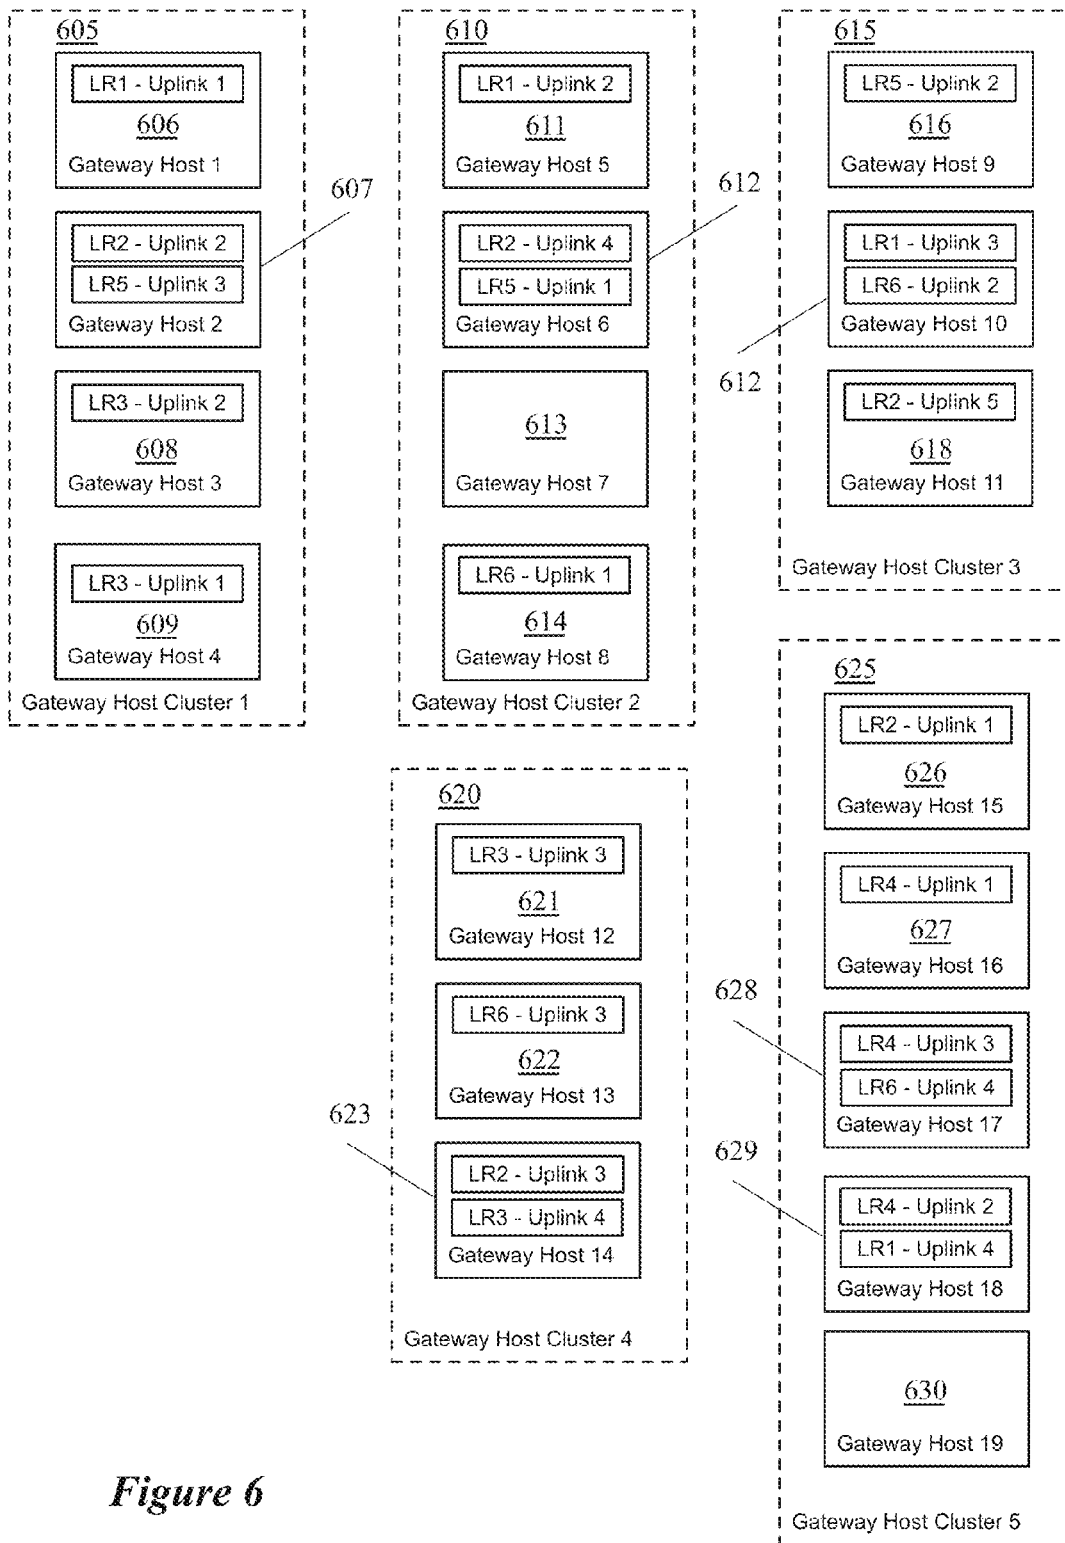 605
LR1 - Uplink 1
606
Gateway Host 1
LR2 - Uplink 2
LR5 - Uplink 3
Gateway Host 2
607
LR3 - Uplink 2
608
Gateway Host 3
LR3 - Uplink 1
609
Gateway Host 4
Gateway Host Cluster 1
610
LR1 - Uplink 2
611
Gateway Host 5
LR2 - Uplink 4
LR5 - Uplink 1
Gateway Host 6
612
613
Gateway Host 7
LR6 - Uplink 1
614
Gateway Host 8
Gateway Host Cluster 2
615
LR5 - Uplink 2
616
Gateway Host 9
LR1 - Uplink 3
LR6 - Uplink 2
Gateway Host 10
612
LR2 - Uplink 5
618
Gateway Host 11
Gateway Host Cluster 3
620
LR3 - Uplink 3
621
Gateway Host 12
LR6 - Uplink 3
622
Gateway Host 13
623
LR2 - Uplink 3
LR3 - Uplink 4
Gateway Host 14
Gateway Host Cluster 4
625
LR2 - Uplink 1
626
Gateway Host 15
LR4 - Uplink 1
627
Gateway Host 16
628
LR4 - Uplink 3
LR6 - Uplink 4
Gateway Host 17
629
LR4 - Uplink 2
LR1 - Uplink 4
Gateway Host 18
630
Gateway Host 19
Gateway Host Cluster 5
Figure 6